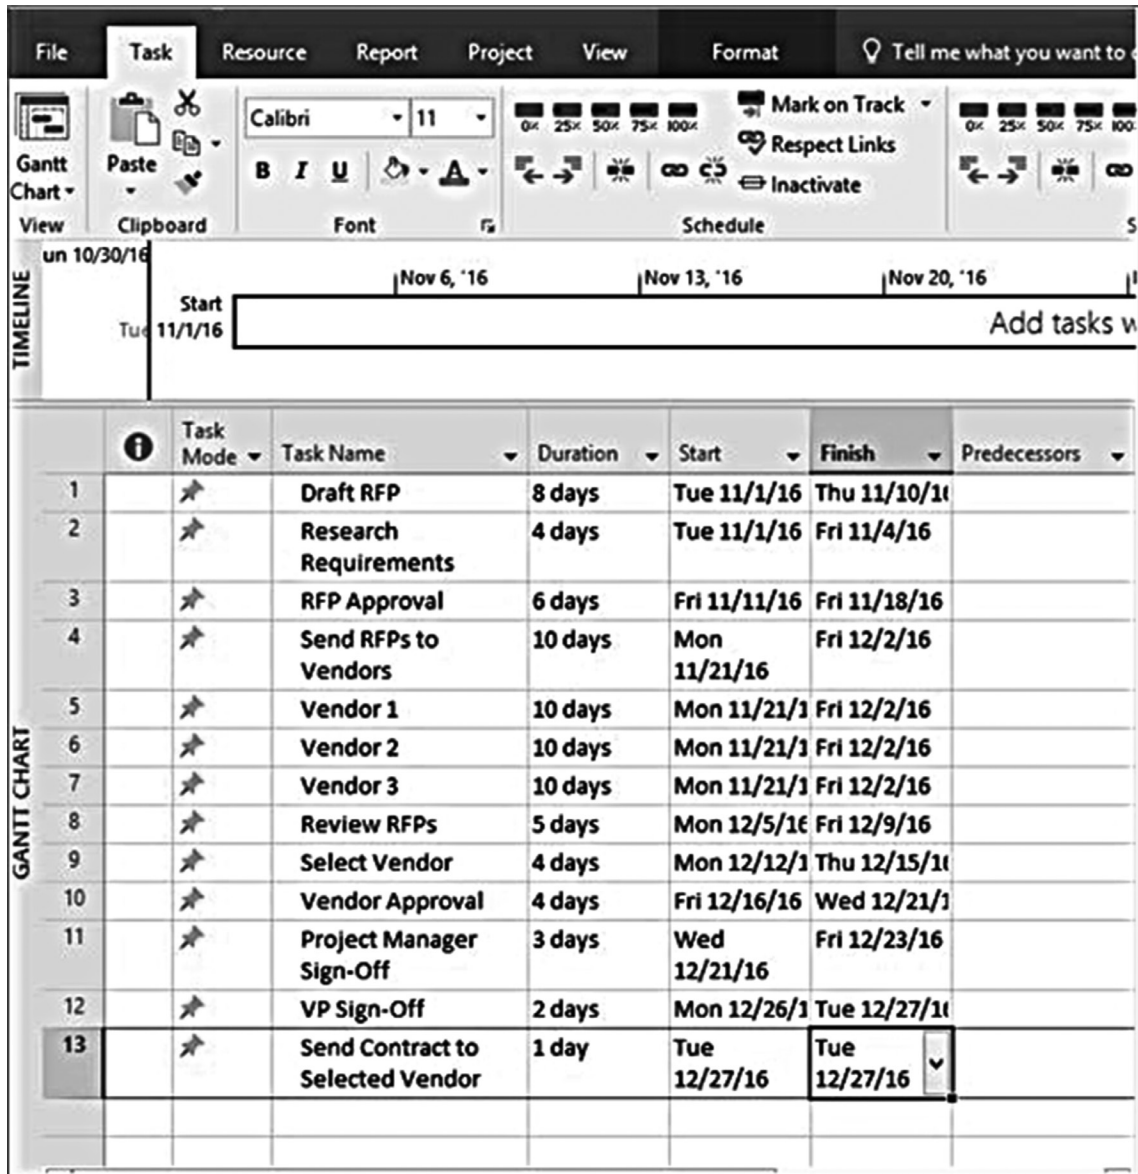 File Task Resource Report Project View Format Tell me what you want to
Mark on Track
Calibri 11
0% 25% 50% 75% 100% 0% 25% 50% 75% 100
Respect Links
Gantt Chart
Paste
B I U A
Inactivate
View Clipboard Font Schedule S
TIMELINE
un 10/30/16
Nov 6, '16 Nov 13, '16 Nov 20, '16
Start
Tue 11/1/16
Add tasks w
GANTT CHART
Task Mode Task Name Duration Start Finish Predecessors
1 Draft RFP 8 days Tue 11/1/16 Thu 11/10/16
2 Research Requirements 4 days Tue 11/1/16 Fri 11/4/16
3 RFP Approval 6 days Fri 11/11/16 Fri 11/18/16
4 Send RFPs to Vendors 10 days Mon 11/21/16 Fri 12/2/16
5 Vendor 1 10 days Mon 11/21/1 Fri 12/2/16
6 Vendor 2 10 days Mon 11/21/1 Fri 12/2/16
7 Vendor 3 10 days Mon 11/21/1 Fri 12/2/16
8 Review RFPs 5 days Mon 12/5/16 Fri 12/9/16
9 Select Vendor 4 days Mon 12/12/1 Thu 12/15/16
10 Vendor Approval 4 days Fri 12/16/16 Wed 12/21/1
11 Project Manager Sign-Off 3 days Wed 12/21/16 Fri 12/23/16
12 VP Sign-Off 2 days Mon 12/26/1 Tue 12/27/16
13 Send Contract to Selected Vendor 1 day Tue 12/27/16 Tue 12/27/16